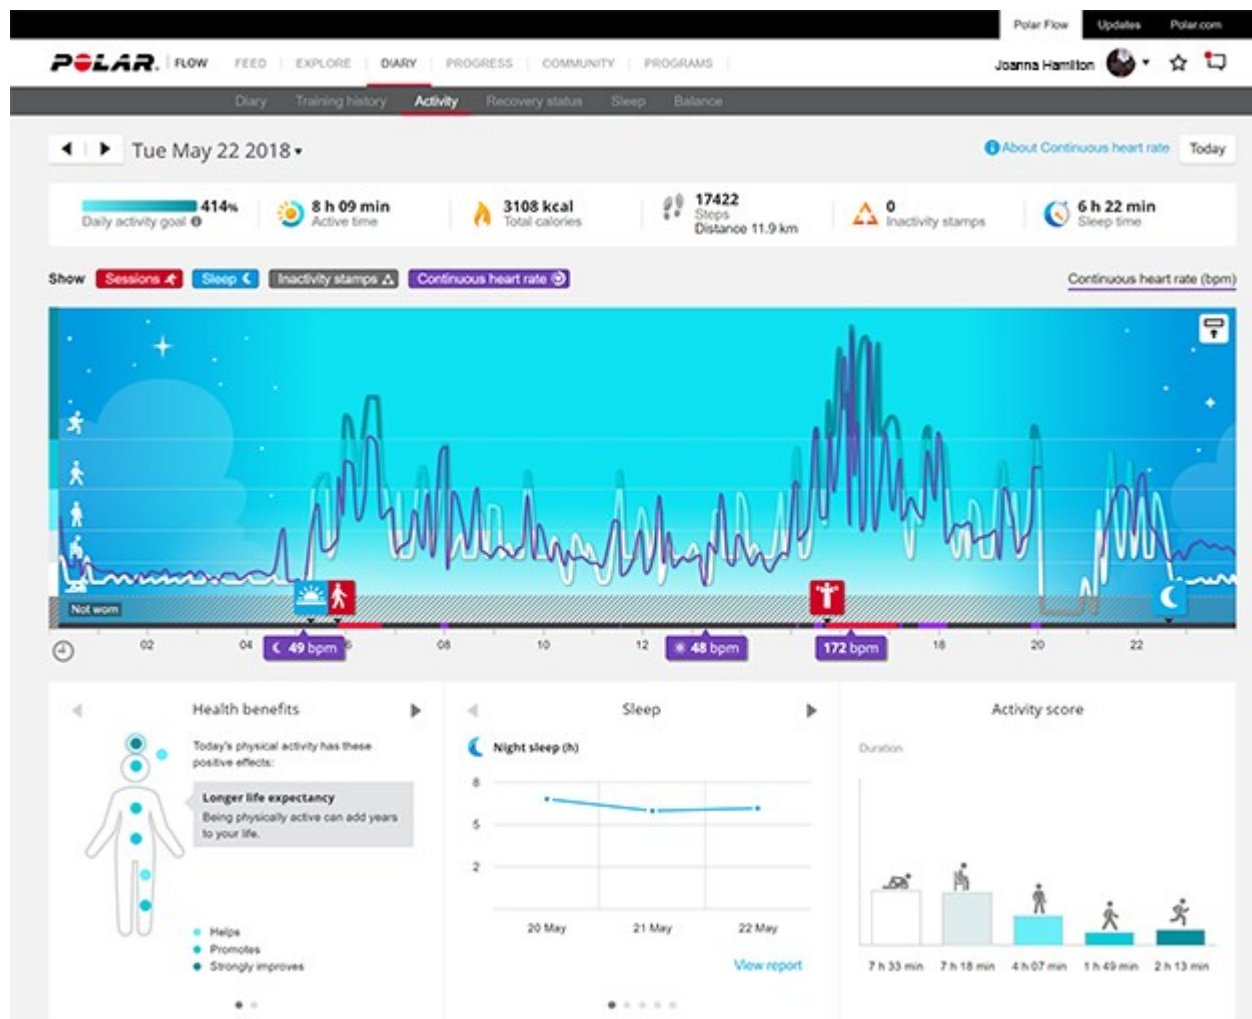 Polar Flow Updates Polar.com
POLAR. FLOW FEED EXPLORE DIARY PROGRESS COMMUNITY PROGRAMS Joanna Hamilton
Diary Training history Activity Recovery status Sleep Balance
Tue May 22 2018 About Continuous heart rate Today
414% 8 h 09 min 3108 kcal 17422 0 6 h 22 min
Daily activity goal Active time Total calories Steps Inactivity stamps Sleep time
Distance 11.9 km
Show Sessions Sleep Inactivity stamps Continuous heart rate Continuous heart rate (bpm)
Not worn
02 04 6 08 10 12 16 20 22
49 bpm 48 bpm 172 bpm
Health benefits Sleep Activity score
Today's physical activity has these
positive effects:
Longer life expectancy
Being physically active can add years
to your life.
Helps
Promotes
Strongly improves
Night sleep (h)
8
5
2
20 May 21 May 22 May
View report
Duration
7 h 33 min 7 h 18 min 4 h 07 min 1 h 49 min 2 h 13 min